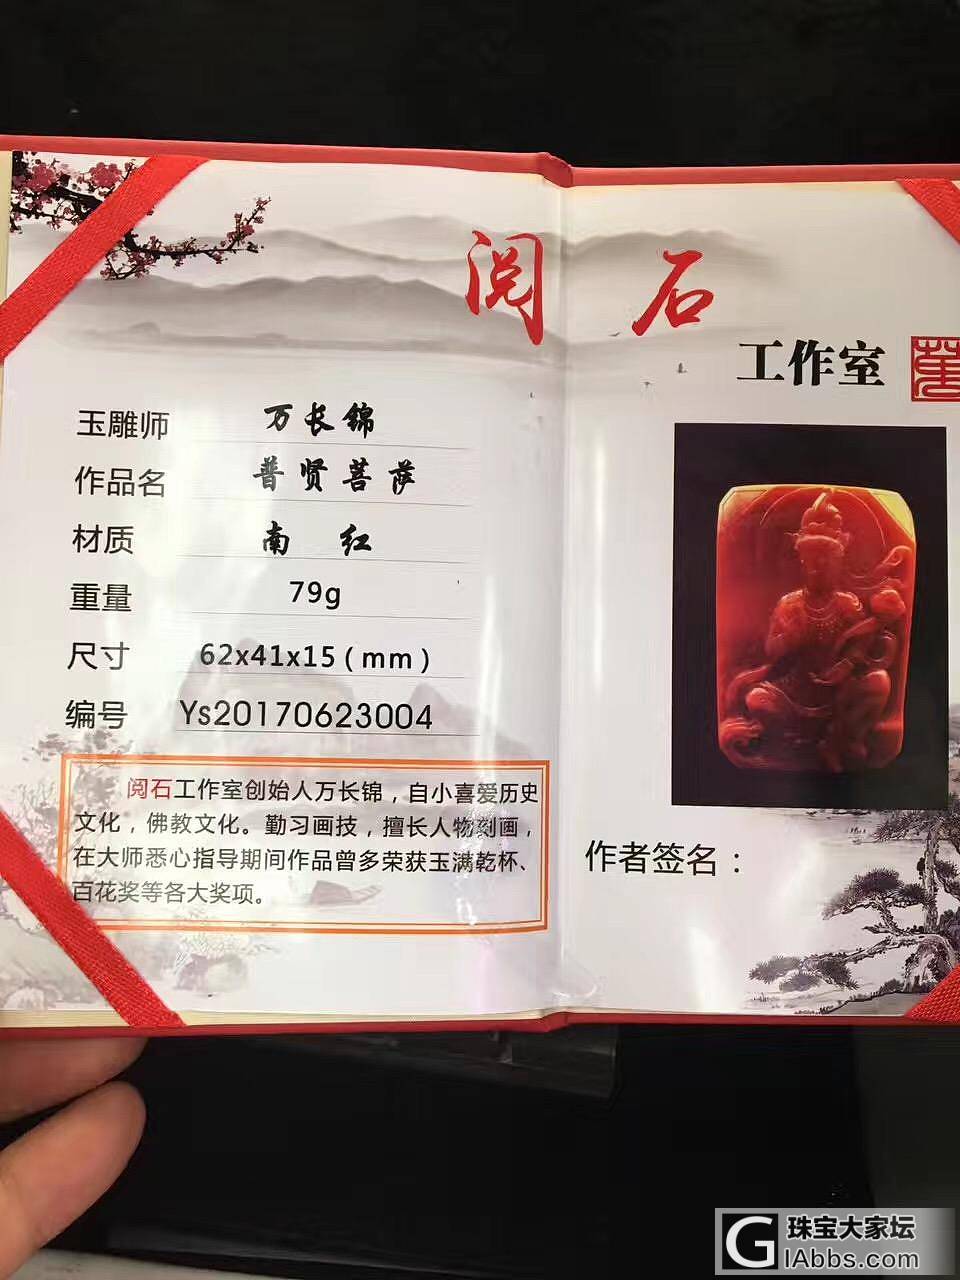 阅石
工作室
玉雕师 万长锦
作品名 普贤菩萨
材质 南红
重量 79g
尺寸 62x41x15(mm)
编号 Ys20170623004
阅石工作室创始人万长锦，自小喜爱历史
文化，佛教文化。勤习画技，擅长人物刻画，
在大师悉心指导期间作品曾多荣获玉满乾杯、
百花奖等各大奖项。
作者签名：
G 珠宝大家坛
GIAbbs.com